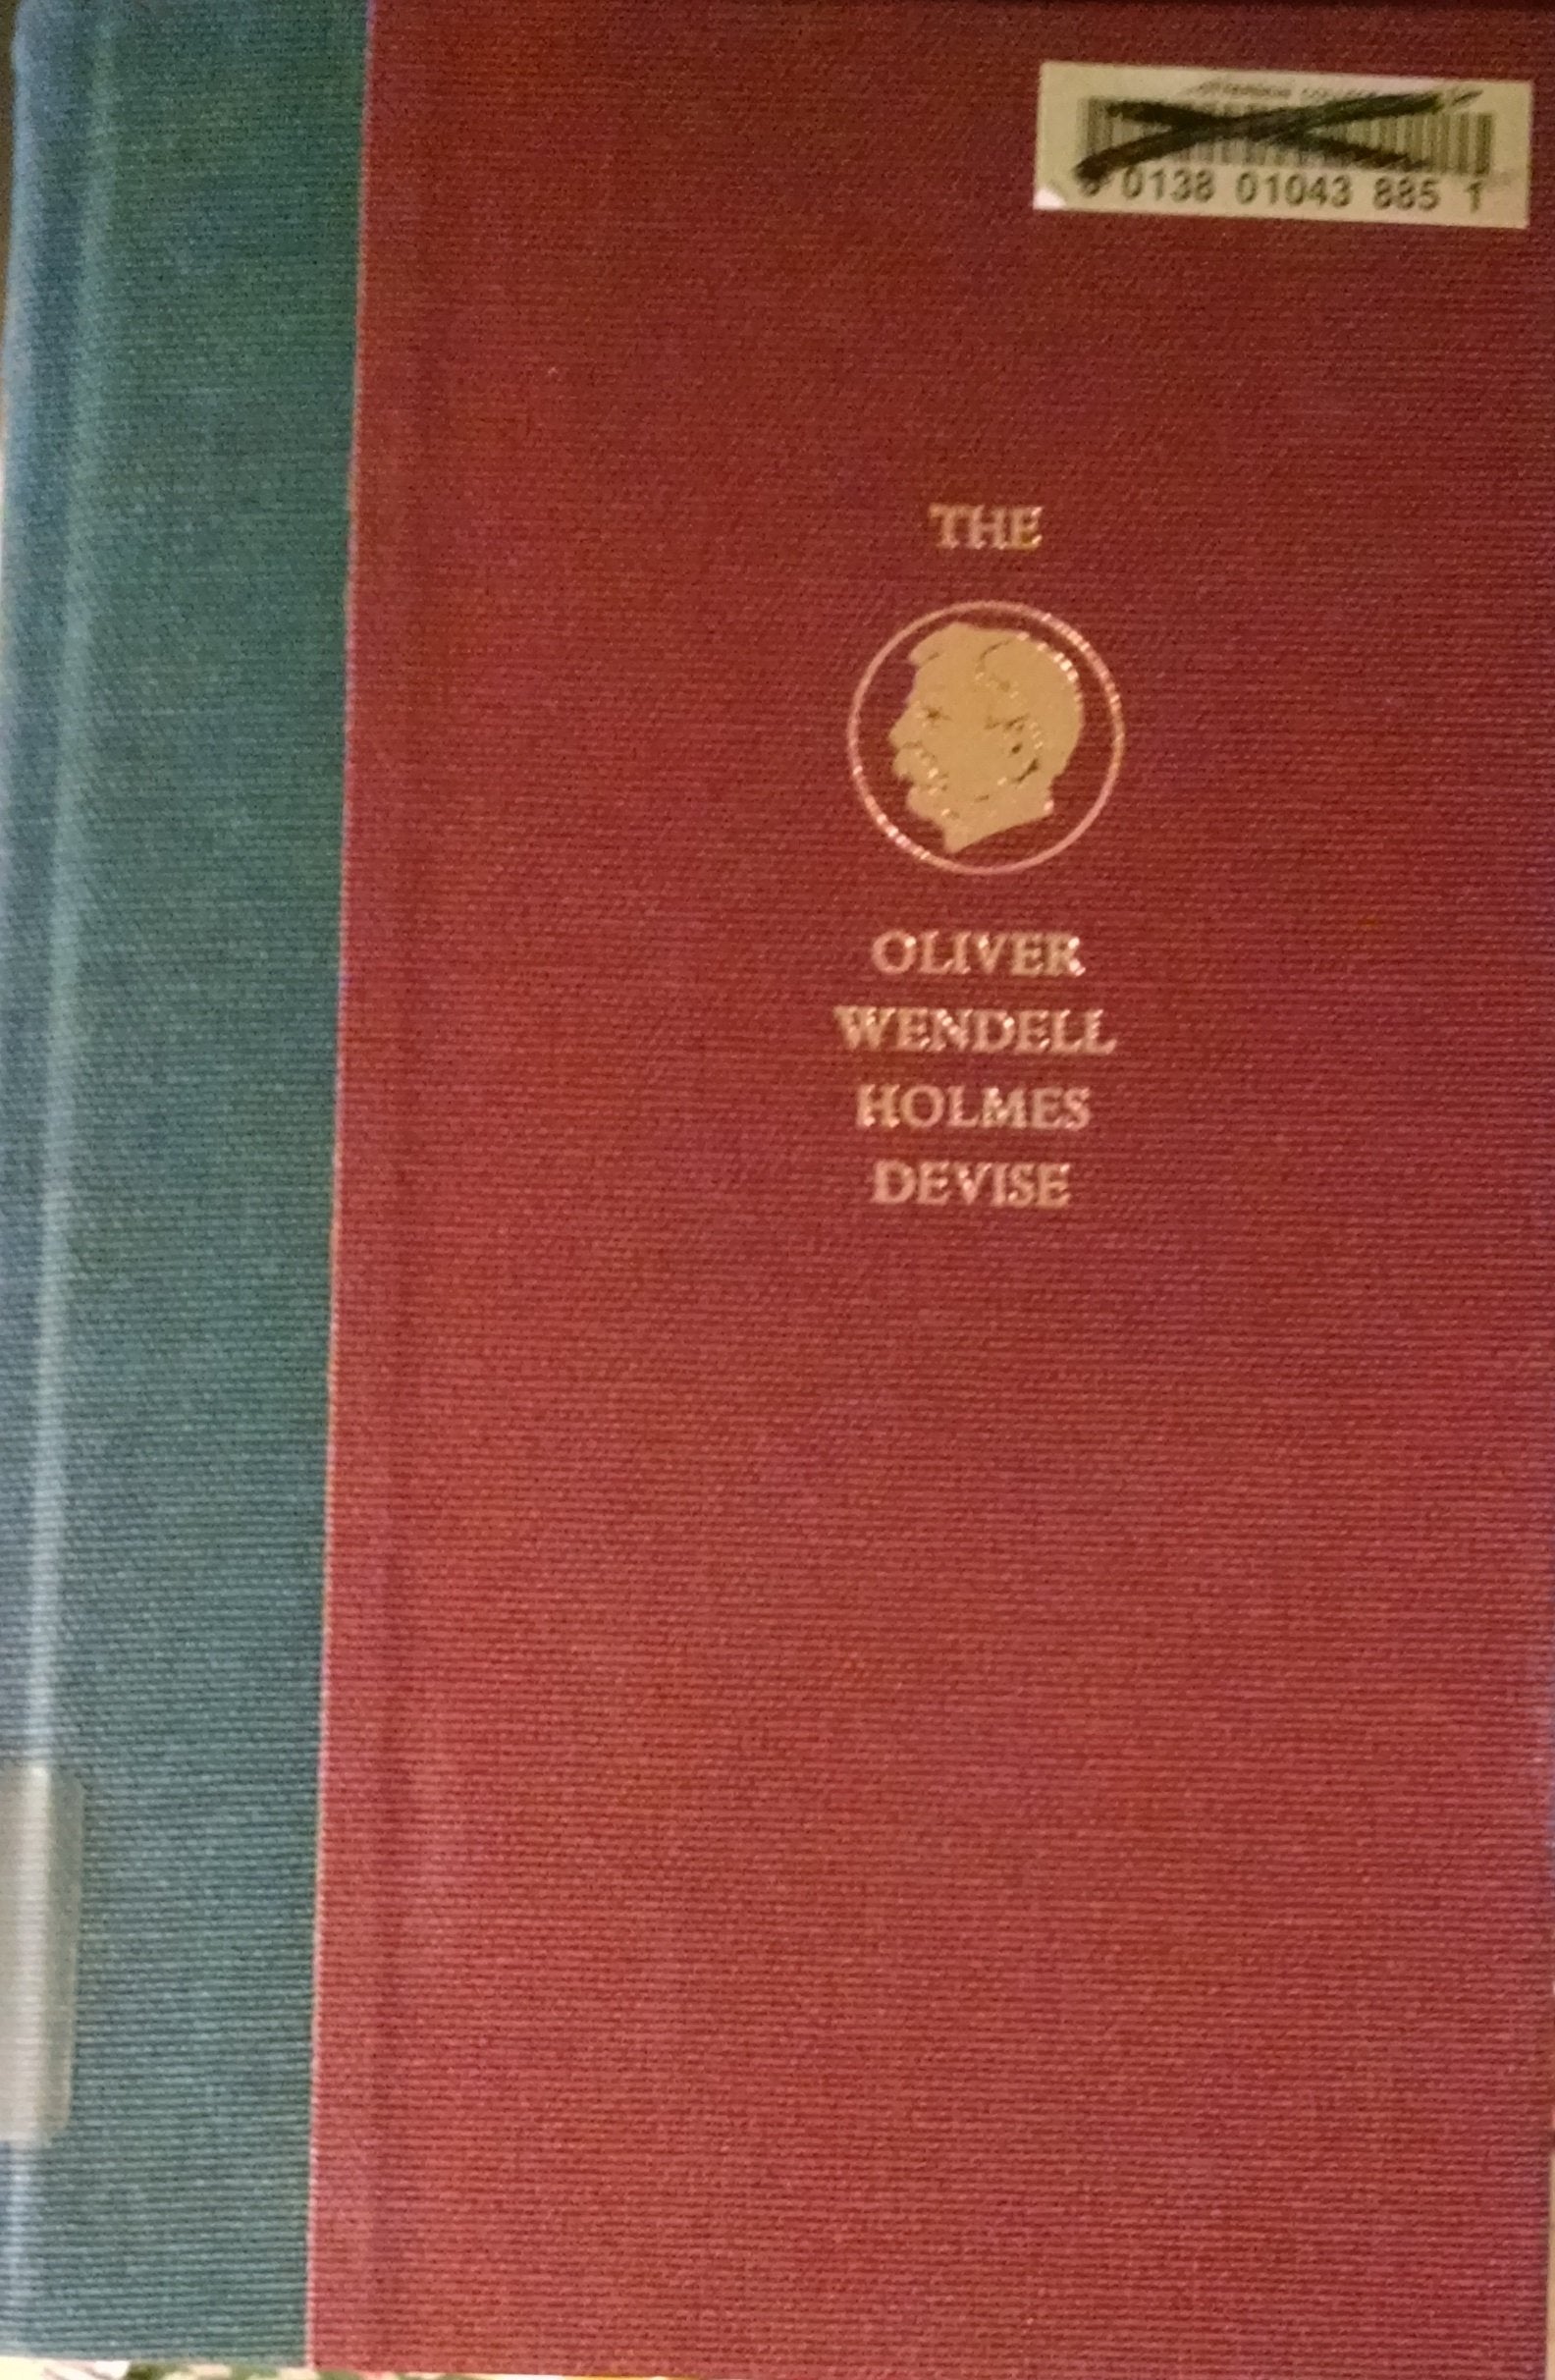 0138 01043 885 1
THE
OLIVER
WENDELL
HOLMES
DEVISE